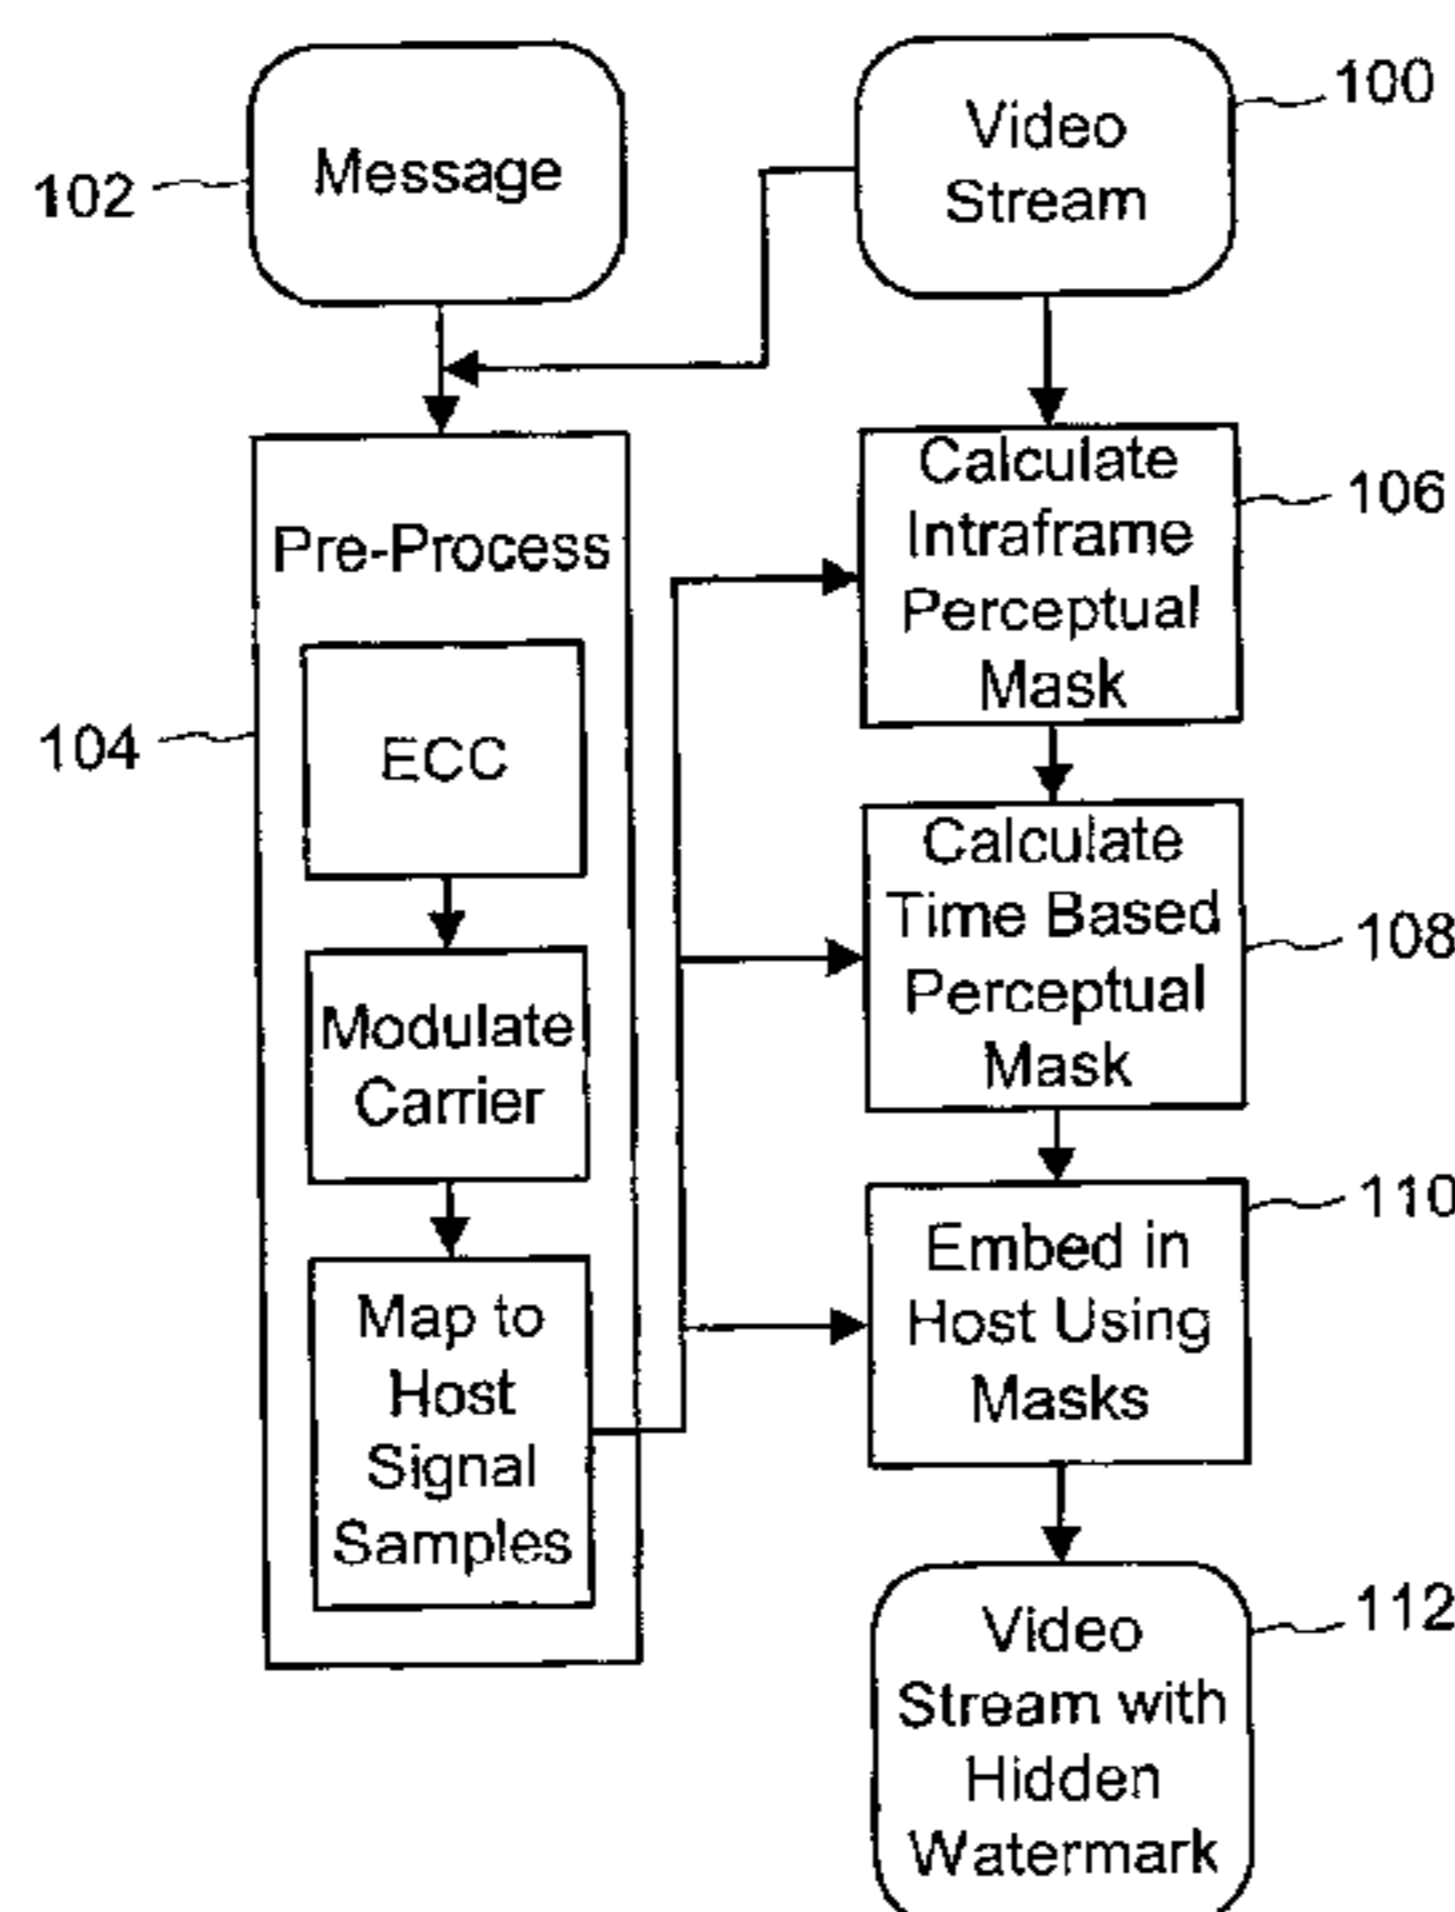 102
Message
Video
Stream
100
Pre-Process
104
ECC
Modulate
Carrier
Map to
Host
Signal
Samples
Calculate
Intraframe
Perceptual
Mask
106
Calculate
Time Based
Perceptual
Mask
108
Embed in
Host Using
Masks
110
Video
Stream with
Hidden
Watermark
112